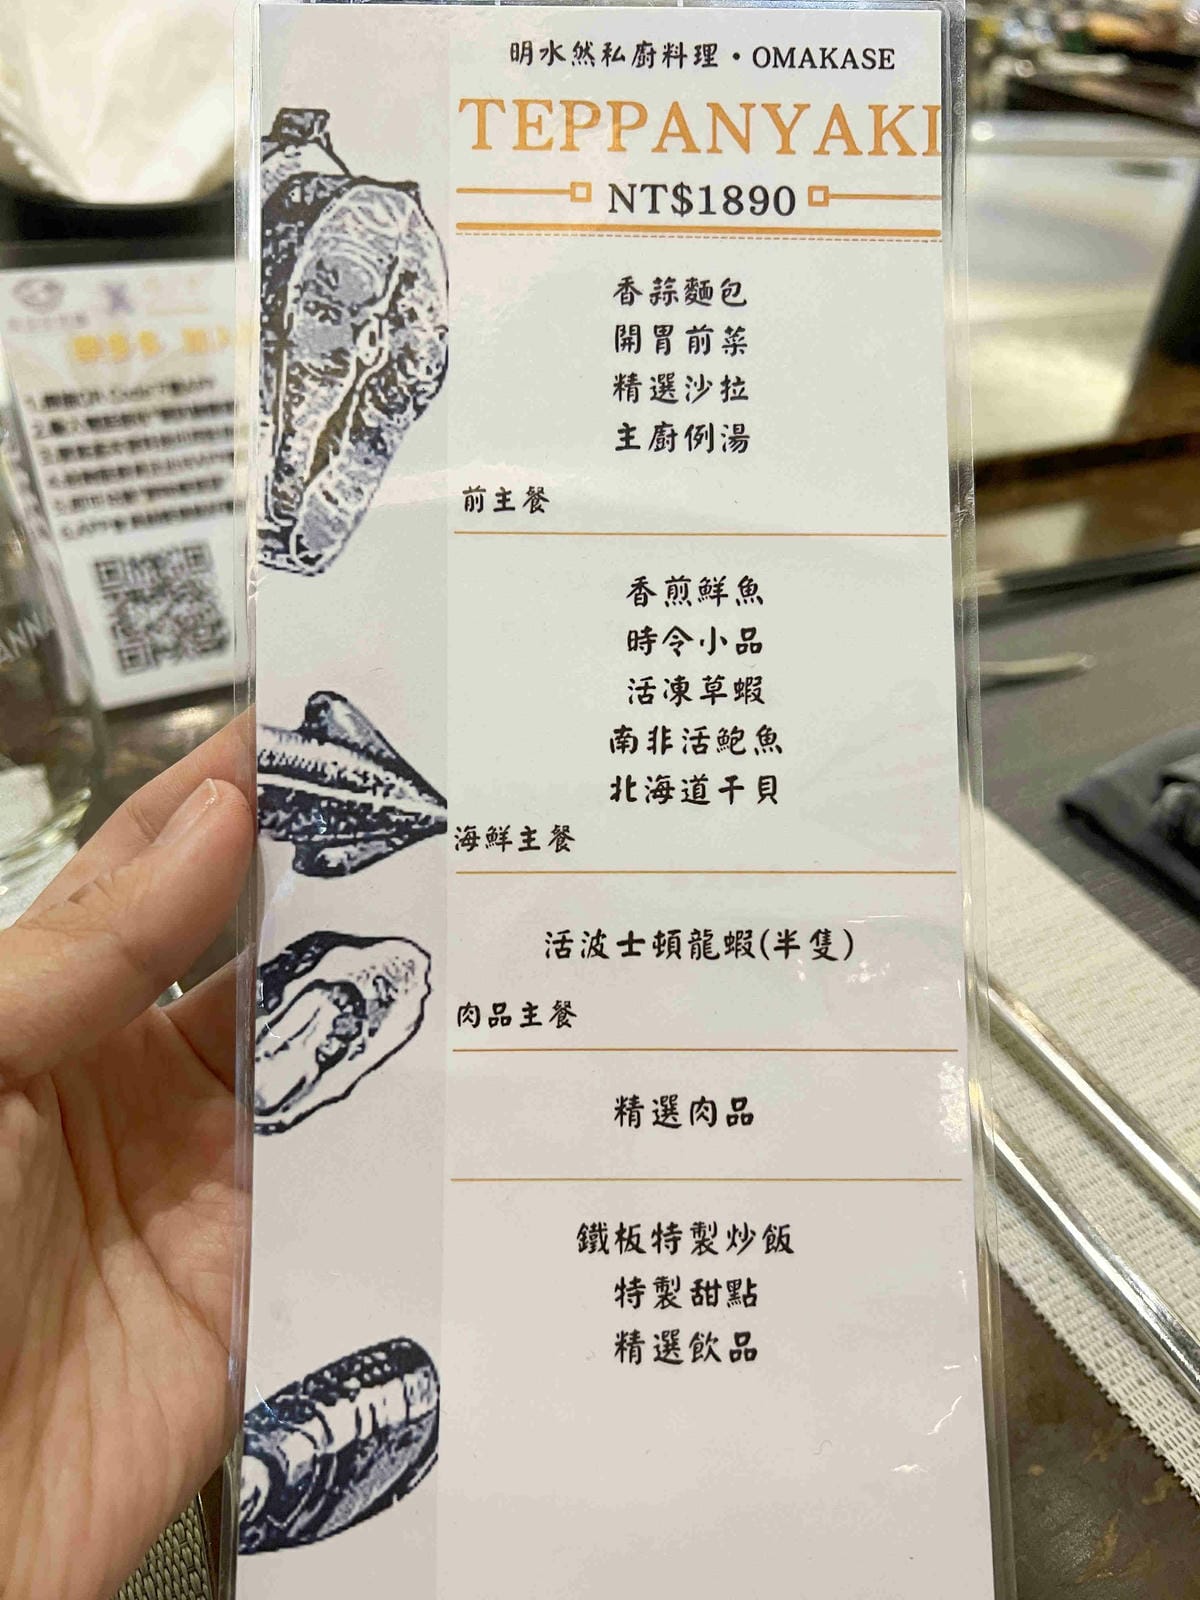 明水然私廚料理・OMAKASE
TEPPANYAKI
NT$1890
香蒜麵包
開胃前菜
精選沙拉
主廚例湯
前主餐
香煎鮮魚
時令小品
活凍草蝦
南非活鮑魚
北海道干貝
海鮮主餐
活波士頓龍蝦(半隻)
肉品主餐
精選肉品
鐵板特製炒飯
特製甜點
精選飲品